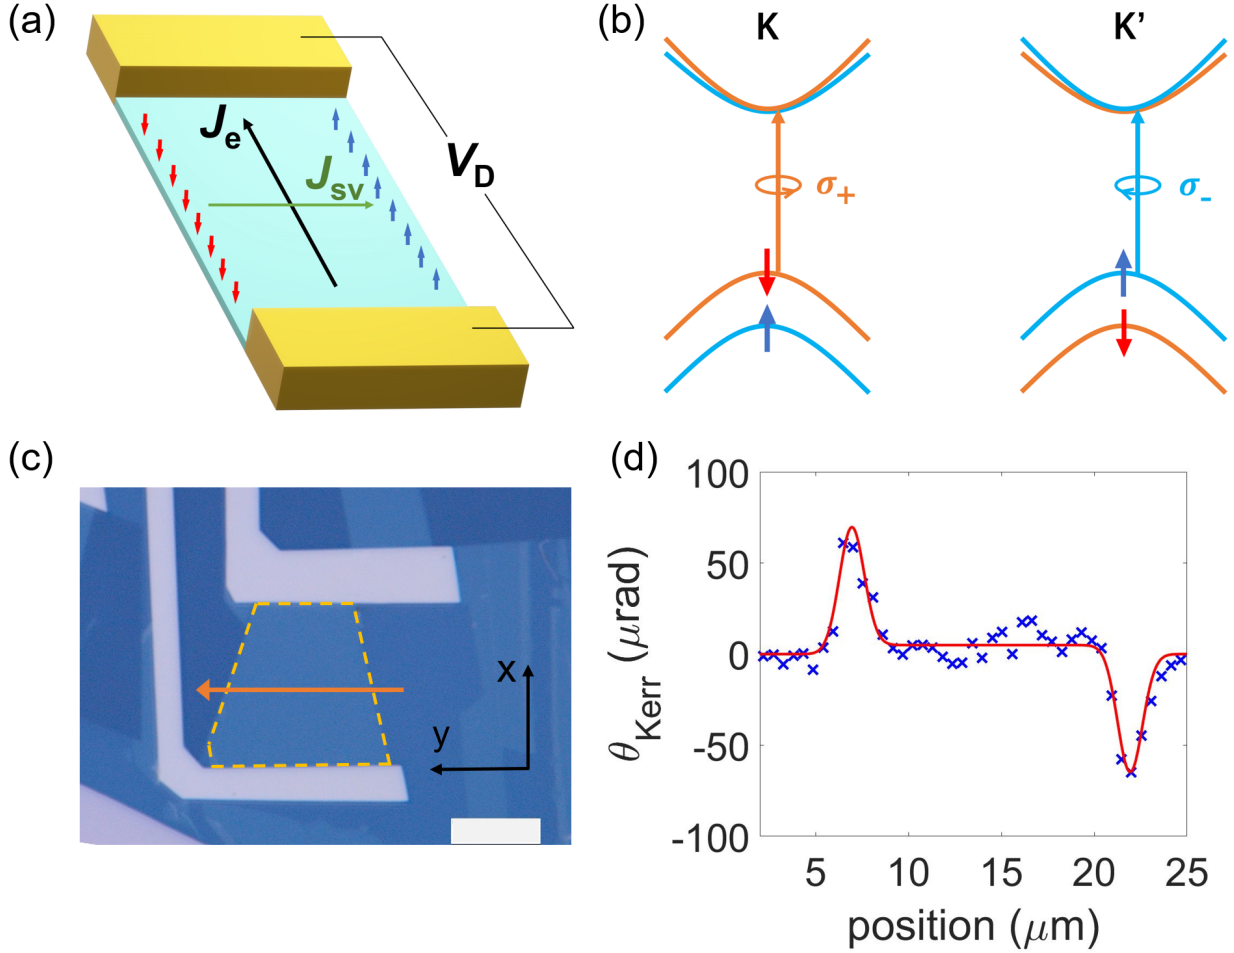 (a)
J_e
J_sv
V_D
(b)
K
K’
σ+
σ-
(c)
x
y
(d)
θ_Kerr (μrad)
100
50
0
-50
-100
5 10 15 20 25
position (μm)